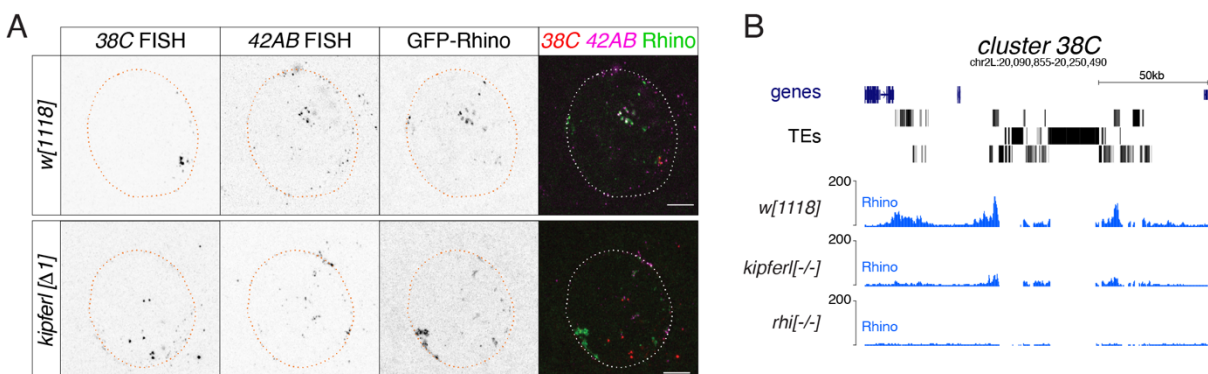 A
38C FISH
42AB FISH
GFP-Rhino
38C 42AB Rhino
w[1118]
kipferl [Δ1]
B
cluster 38C
chr2L:20,090,855-20,250,490
50kb
genes
TEs
200
w[1118]
Rhino
200
kipferl[-/-]
Rhino
200
rhi[-/-]
Rhino